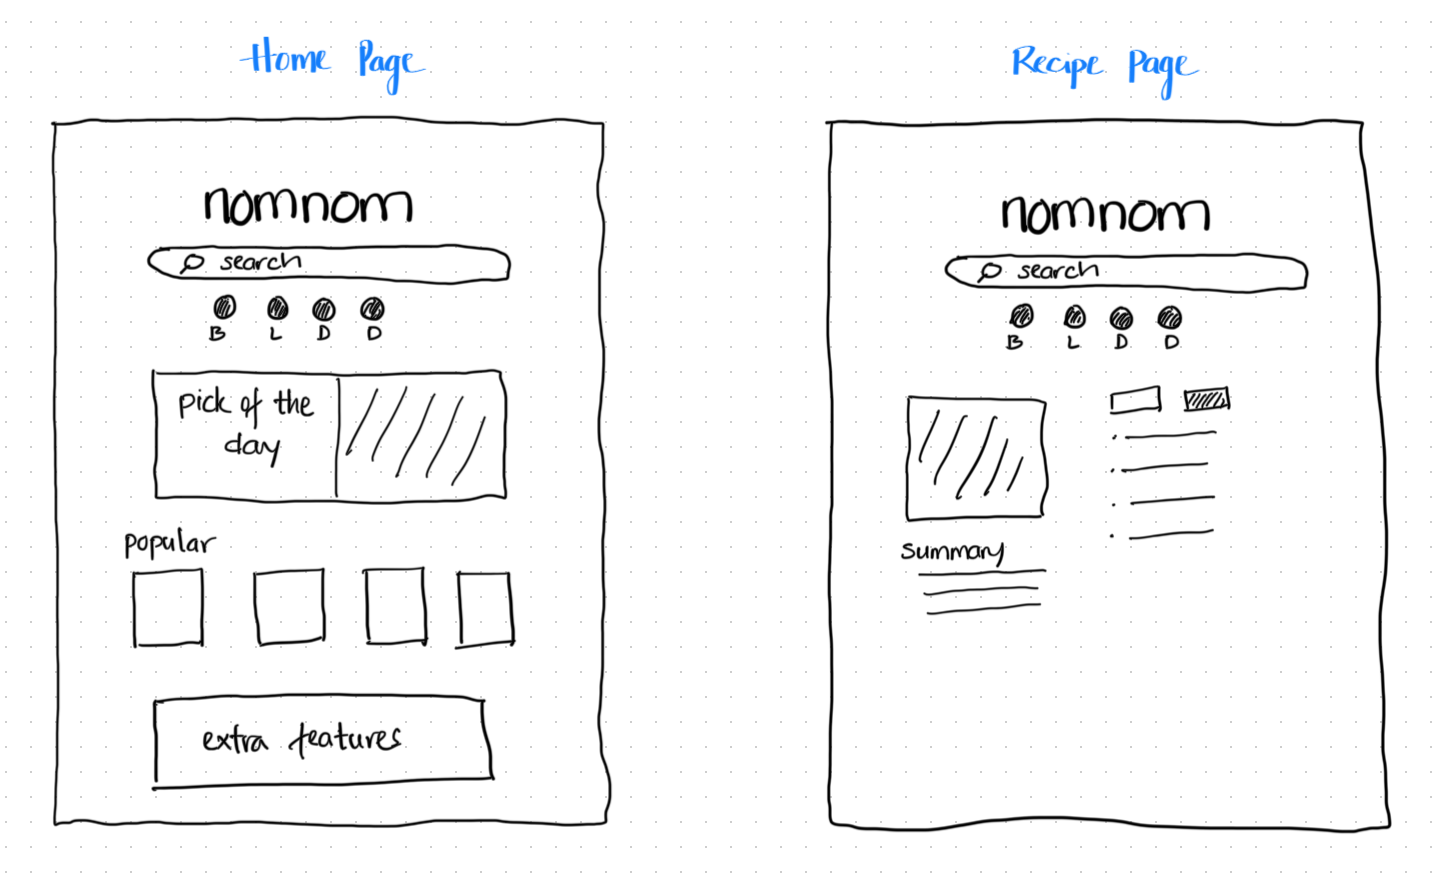 Home Page
nomnom
search
B L D D
pick of the
day
popular
extra features
Recipe Page
nomnom
search
B L D D
summary